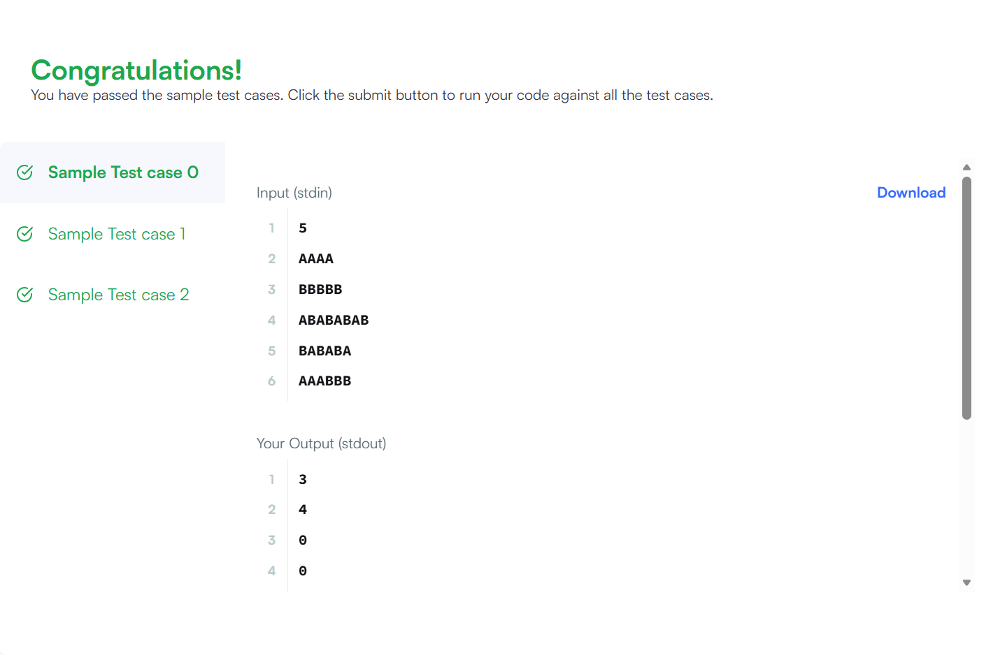 Congratulations!
You have passed the sample test cases. Click the submit button to run your code against all the test cases.
Sample Test case 0
Sample Test case 1
Sample Test case 2
Input (stdin)
Download
1 5
2 AAAA
3 BBBBB
4 ABABABAB
5 BABABA
6 AAABBB
Your Output (stdout)
1 3
2 4
3 0
4 0